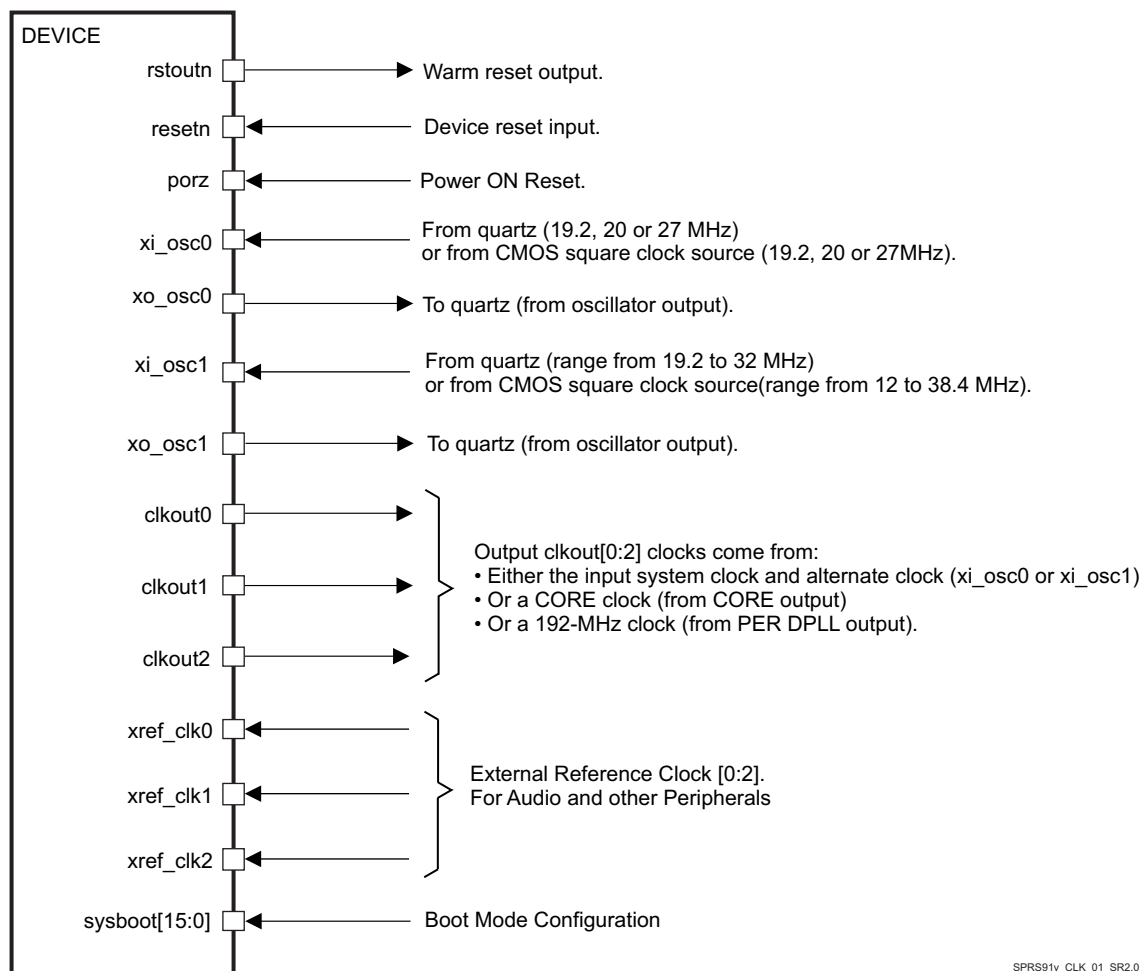 DEVICE
rstoutn
Warm reset output.
resetn
Device reset input.
porz
Power ON Reset.
xi_osc0
From quartz (19.2, 20 or 27 MHz)
or from CMOS square clock source (19.2, 20 or 27MHz).
xo_osc0
To quartz (from oscillator output).
xi_osc1
From quartz (range from 19.2 to 32 MHz)
or from CMOS square clock source(range from 12 to 38.4 MHz).
xo_osc1
To quartz (from oscillator output).
clkout0
clkout1
clkout2
Output clkout[0:2] clocks come from:
• Either the input system clock and alternate clock (xi_osc0 or xi_osc1)
• Or a CORE clock (from CORE output)
• Or a 192-MHz clock (from PER DPLL output).
xref_clk0
xref_clk1
xref_clk2
External Reference Clock [0:2].
For Audio and other Peripherals
sysboot[15:0]
Boot Mode Configuration
SPRS91v_CLK_01_SR2.0